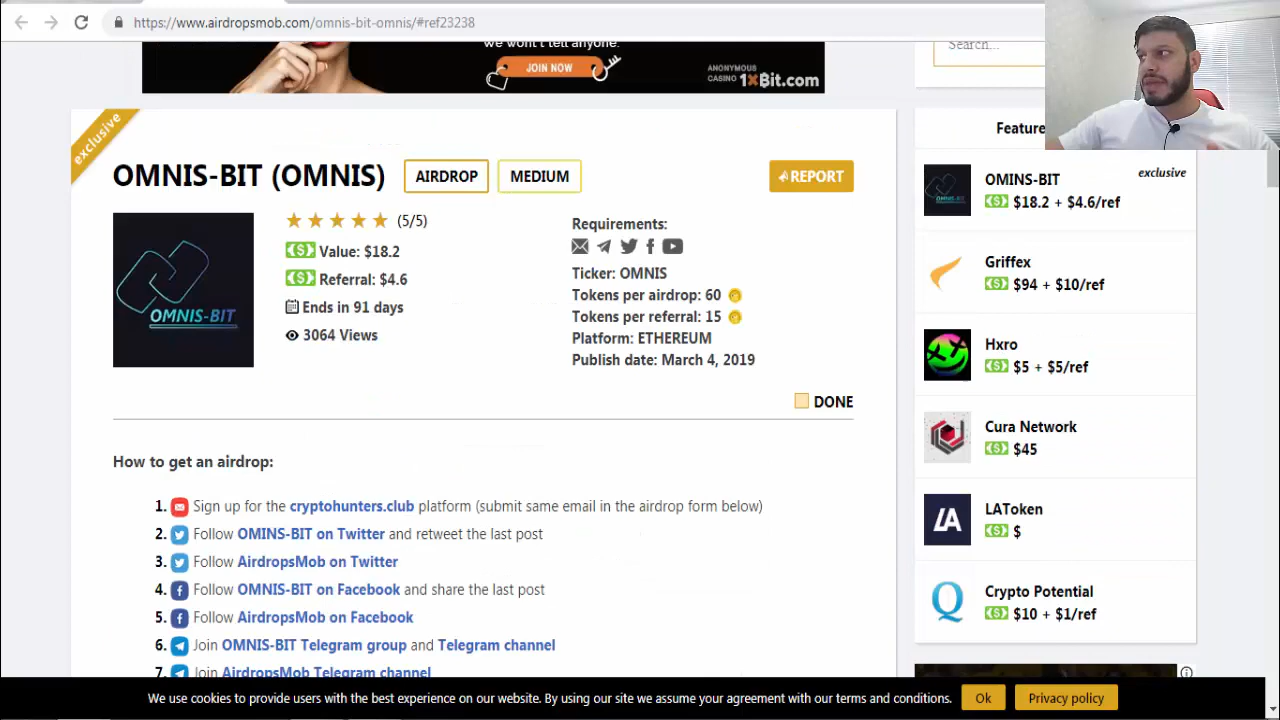 https://www.airdropsmob.com/omnis-bit-omnis/#ref23238
we won't tell anyone.
JOIN NOW
ANONYMOUS
CASINO 1XBit.com
Search...
exclusive
OMNIS-BIT (OMNIS)
AIRDROP
MEDIUM
REPORT
OMNIS-BIT
(5/5)
Value: $18.2
Referral: $4.6
Ends in 91 days
3064 Views
Requirements:
Ticker: OMNIS
Tokens per airdrop: 60
Tokens per referral: 15
Platform: ETHEREUM
Publish date: March 4, 2019
DONE
How to get an airdrop:
1. Sign up for the cryptohunters.club platform (submit same email in the airdrop form below)
2. Follow OMINS-BIT on Twitter and retweet the last post
3. Follow AirdropsMob on Twitter
4. Follow OMNIS-BIT on Facebook and share the last post
5. Follow AirdropsMob on Facebook
6. Join OMNIS-BIT Telegram group and Telegram channel
7. Join AirdropsMob Telegram channel
Feature
OMINS-BIT
exclusive
$18.2 + $4.6/ref
Griffex
$94 + $10/ref
Hxro
$5 + $5/ref
Cura Network
$45
LA
LAToken
$
Crypto Potential
$10 + $1/ref
We use cookies to provide users with the best experience on our website. By using our site we assume your agreement with our terms and conditions.
Ok
Privacy policy